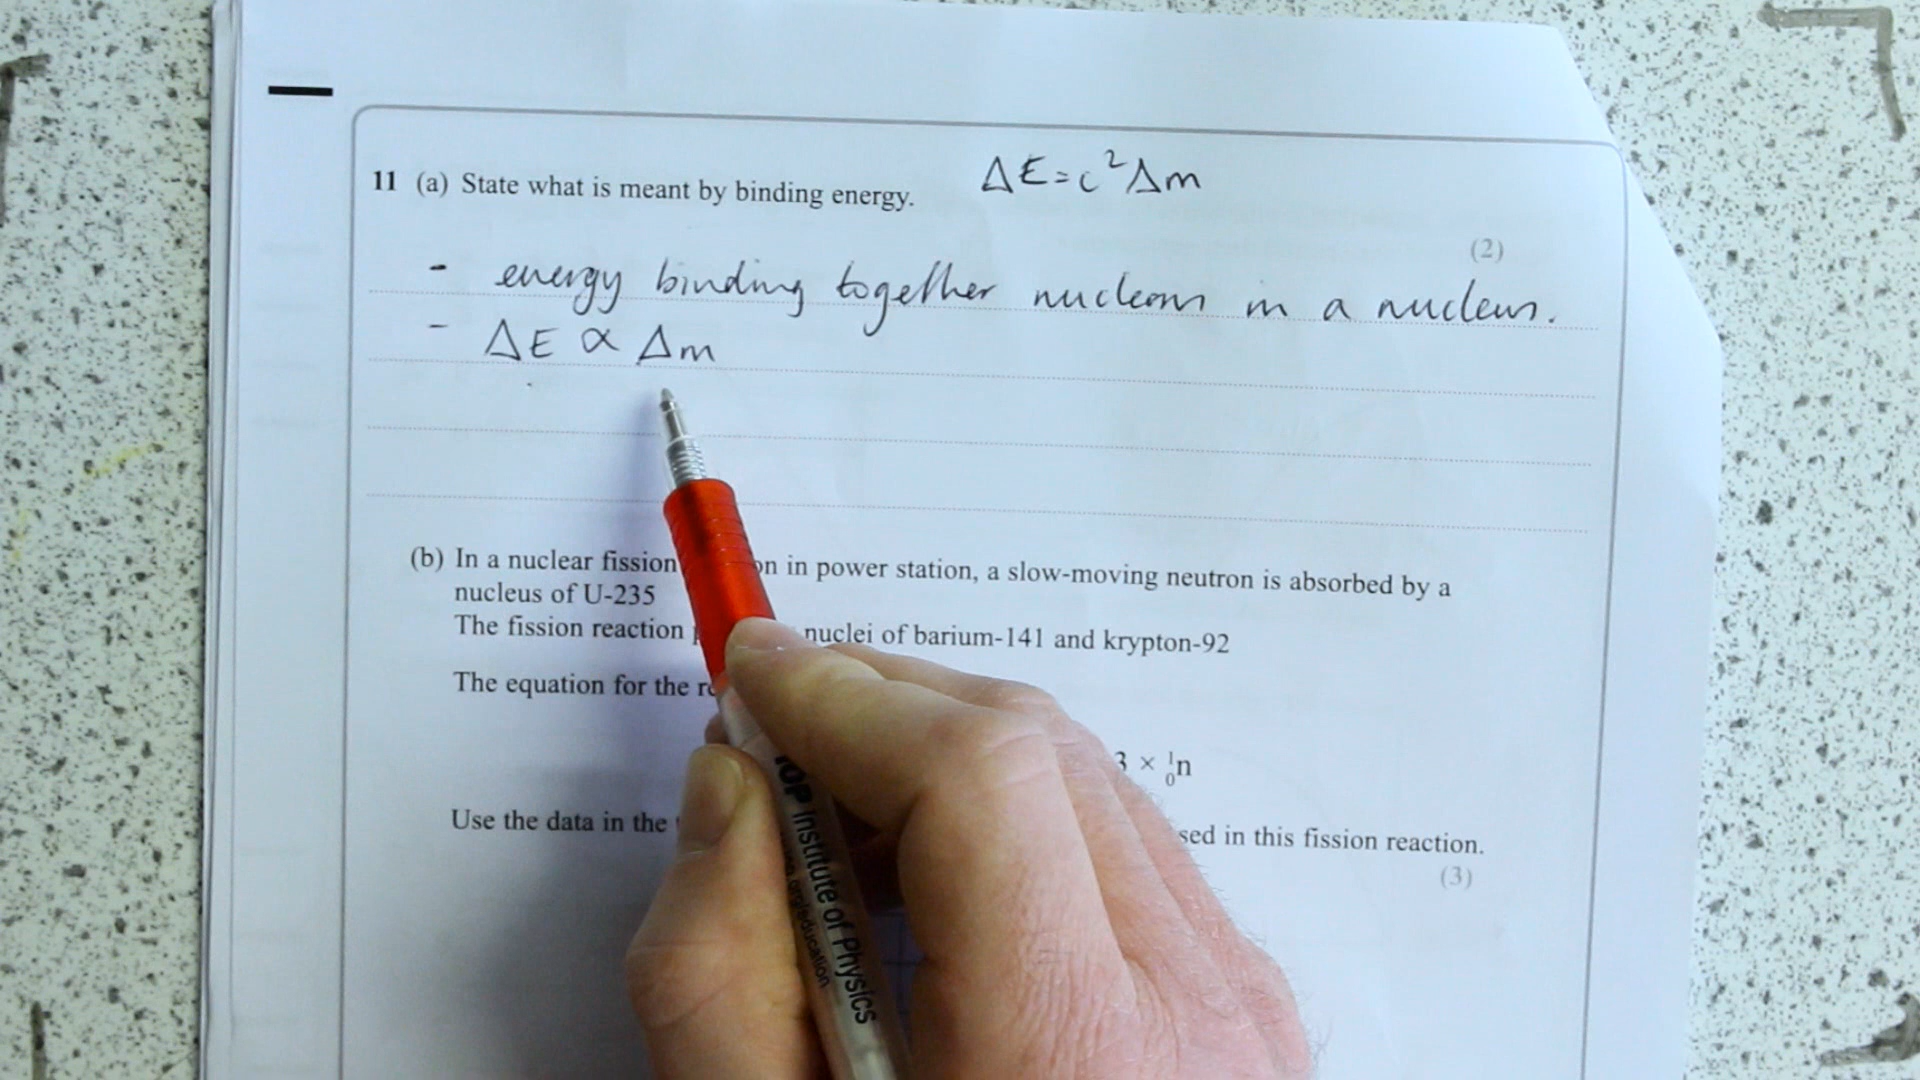 11 (a) State what is meant by binding energy.
ΔE=c²Δm
(2)
- energy binding together nucleons in a nucleus.
- ΔE ∝ Δm
(b) In a nuclear fission on in power station, a slow-moving neutron is absorbed by a
nucleus of U-235
The fission reaction nuclei of barium-141 and krypton-92
The equation for the
3 × ¹₀n
Use the data in the sed in this fission reaction.
(3)
IOP Institute of Physics